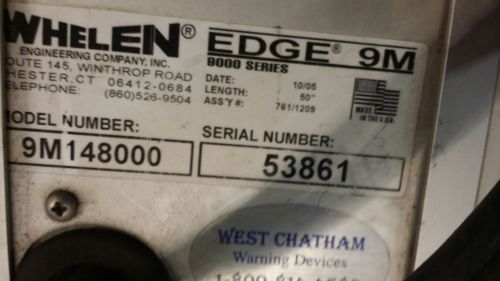 WHELEN® EDGE® 9M
ENGINEERING COMPANY, INC. 9000 SERIES
OUTE 145, WINTHROP ROAD
HESTER, CT 06412-0684
ELEPHONE: (860)526-9504
DATE: 10/05
LENGTH: 50"
ASS'Y #: 761/1209
MADE IN THE U.S.A.
MODEL NUMBER: SERIAL NUMBER:
9M148000 53861
WEST CHATHAM
Warning Devices